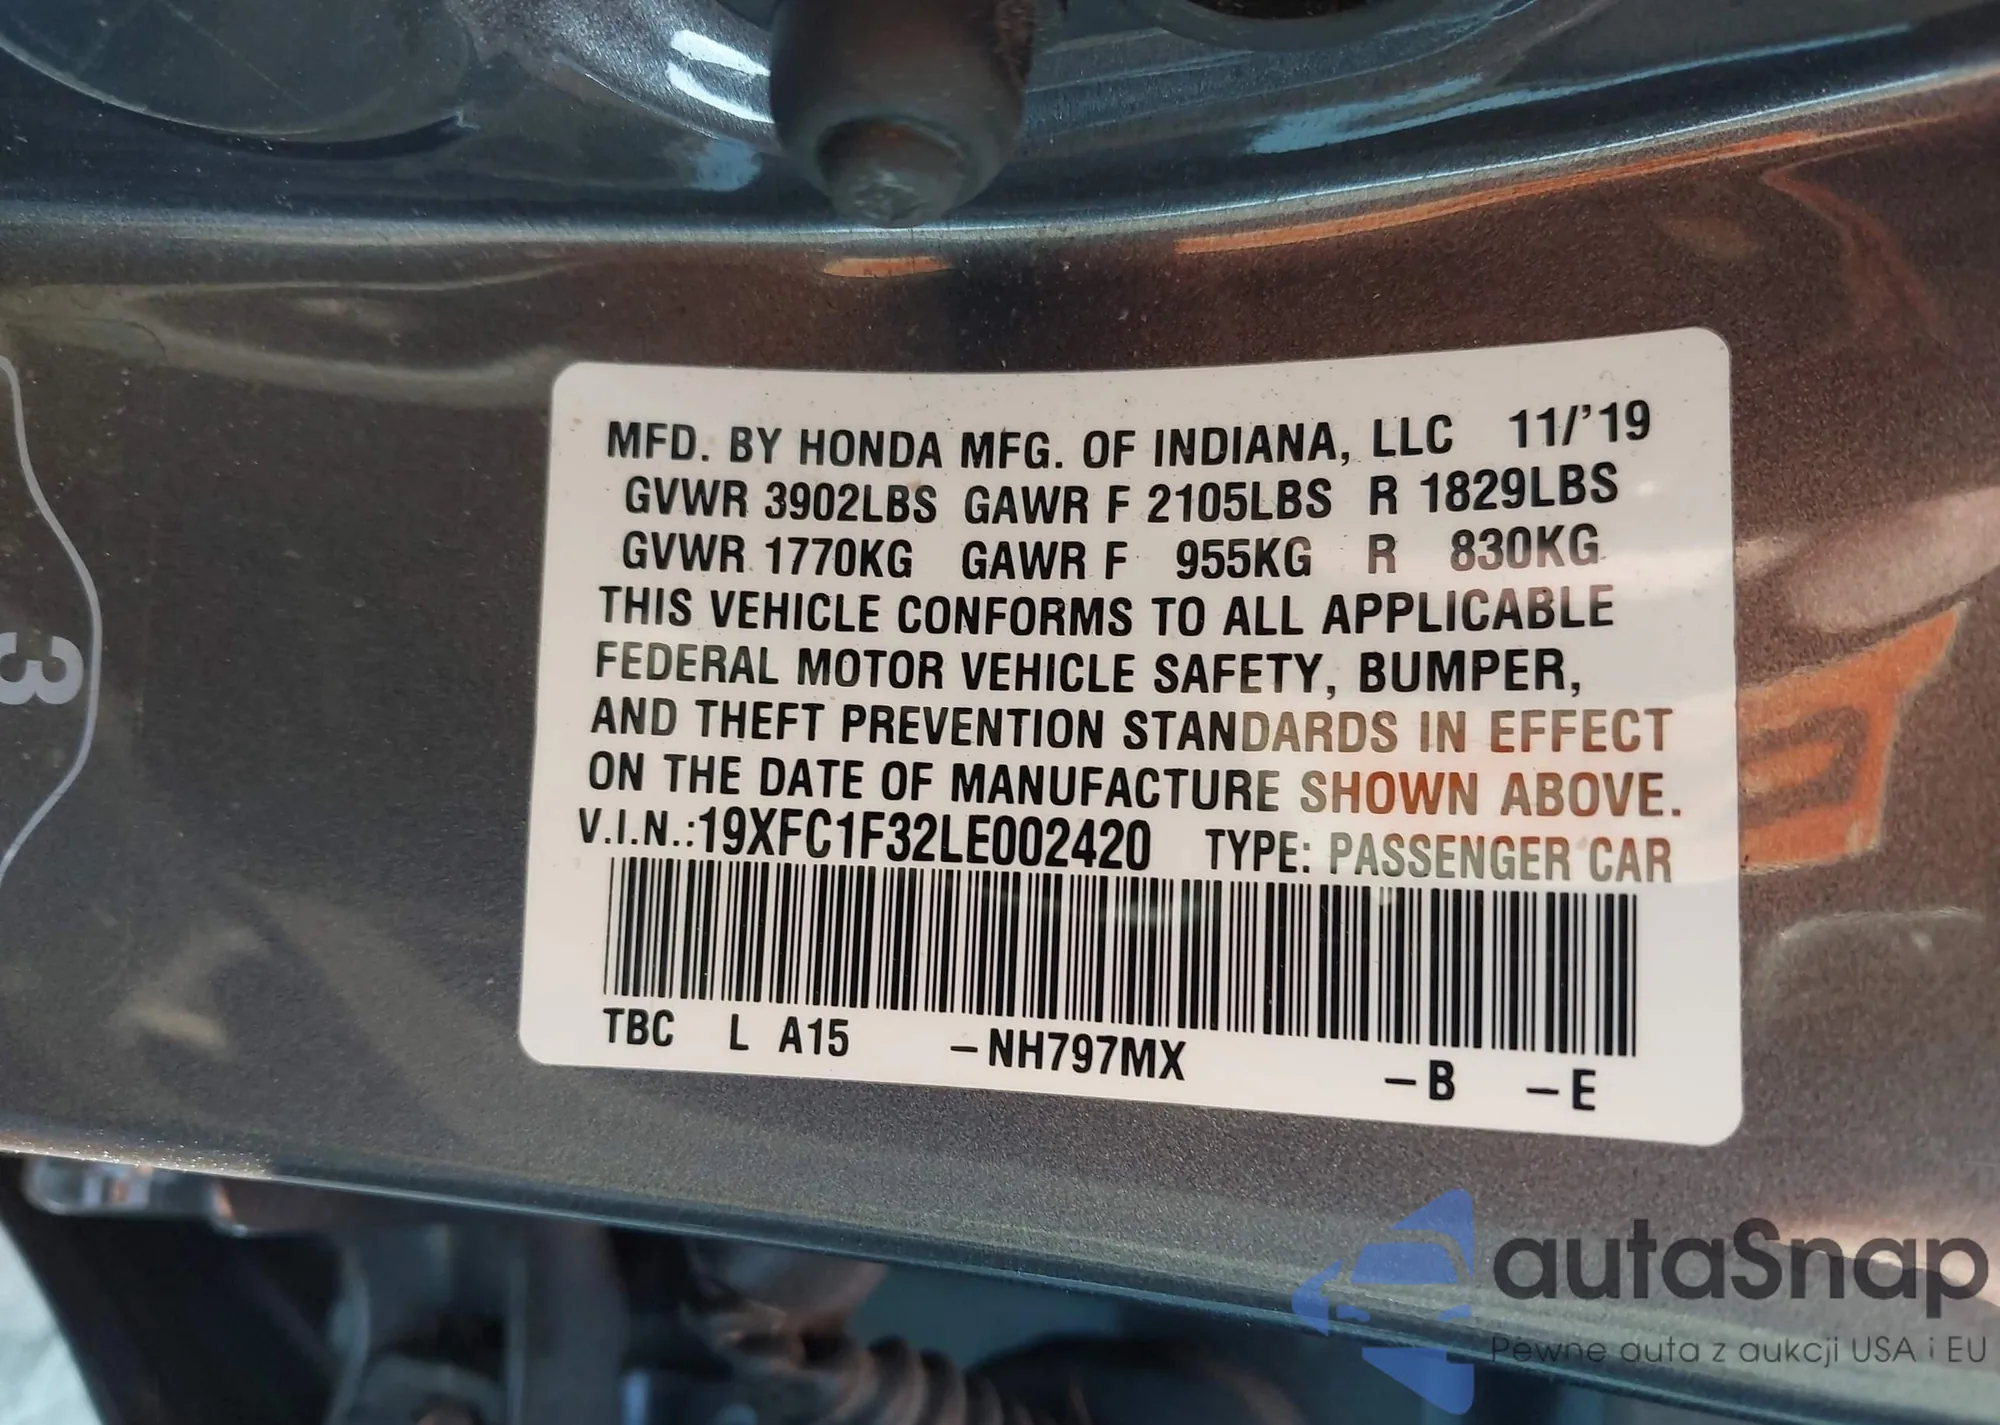 MFD. BY HONDA MFG. OF INDIANA, LLC 11/'19
GVWR 3902LBS GAWR F 2105LBS R 1829LBS
GVWR 1770KG GAWR F 955KG R 830KG
THIS VEHICLE CONFORMS TO ALL APPLICABLE
FEDERAL MOTOR VEHICLE SAFETY, BUMPER,
AND THEFT PREVENTION STANDARDS IN EFFECT
ON THE DATE OF MANUFACTURE SHOWN ABOVE.
V.I.N.:19XFC1F32LE002420 TYPE: PASSENGER CAR
TBC L A15 –NH797MX –B –E
3
autaSnap
Pewne auta z aukcji USA i EU